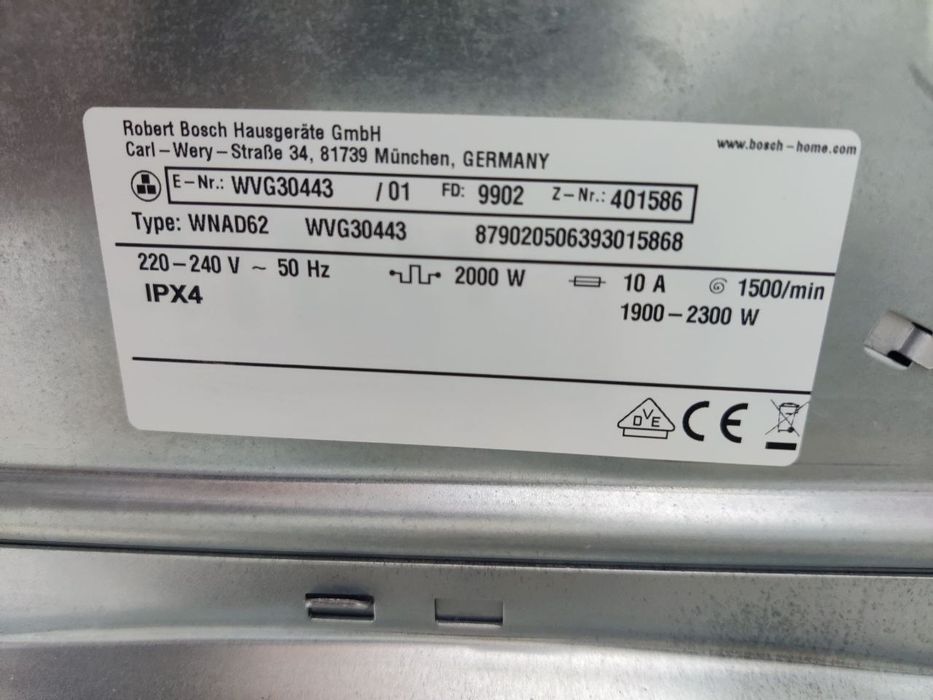 Robert Bosch Hausgeräte GmbH
Carl-Wery-Straße 34, 81739 München, GERMANY
www.bosch-home.com
E-Nr.: WVG30443 /01 FD: 9902 Z-Nr.: 401586
Type: WNAD62 WVG30443 879020506393015868
220-240 V ~ 50 Hz 2000 W 10 A 1500/min
IPX4 1900-2300 W
DVE CE